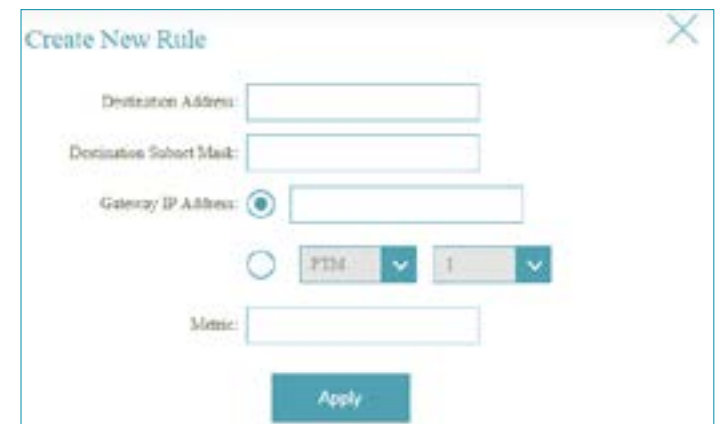 Create New Rule
Destination Address:
Destination Subnet Mask:
Gateway IP Address:
PTM 1
Metric:
Apply